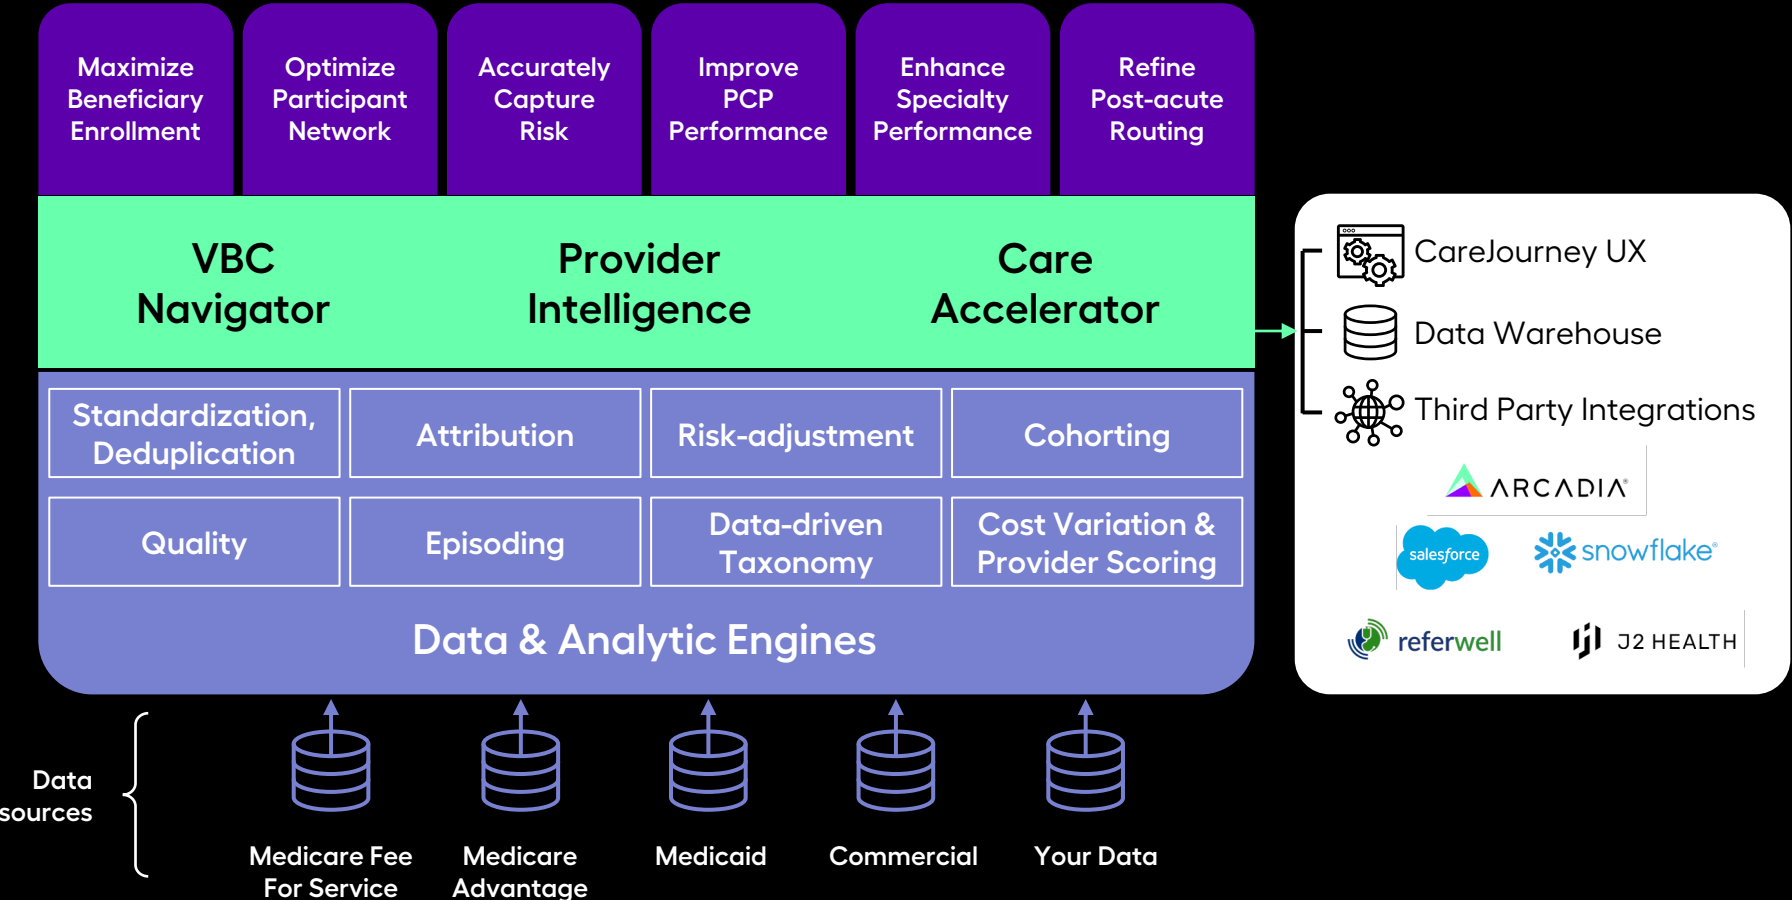 Maximize
Beneficiary
Enrollment
Optimize
Participant
Network
Accurately
Capture
Risk
Improve
PCP
Performance
Enhance
Specialty
Performance
Refine
Post-acute
Routing
VBC
Navigator
Provider
Intelligence
Care
Accelerator
Standardization,
Deduplication
Attribution
Risk-adjustment
Cohorting
Quality
Episoding
Data-driven
Taxonomy
Cost Variation &
Provider Scoring
Data & Analytic Engines
CareJourney UX
Data Warehouse
Third Party Integrations
ARCADIA®
salesforce
snowflake®
referwell
J2 HEALTH
Data
sources
Medicare Fee
For Service
Medicare
Advantage
Medicaid
Commercial
Your Data